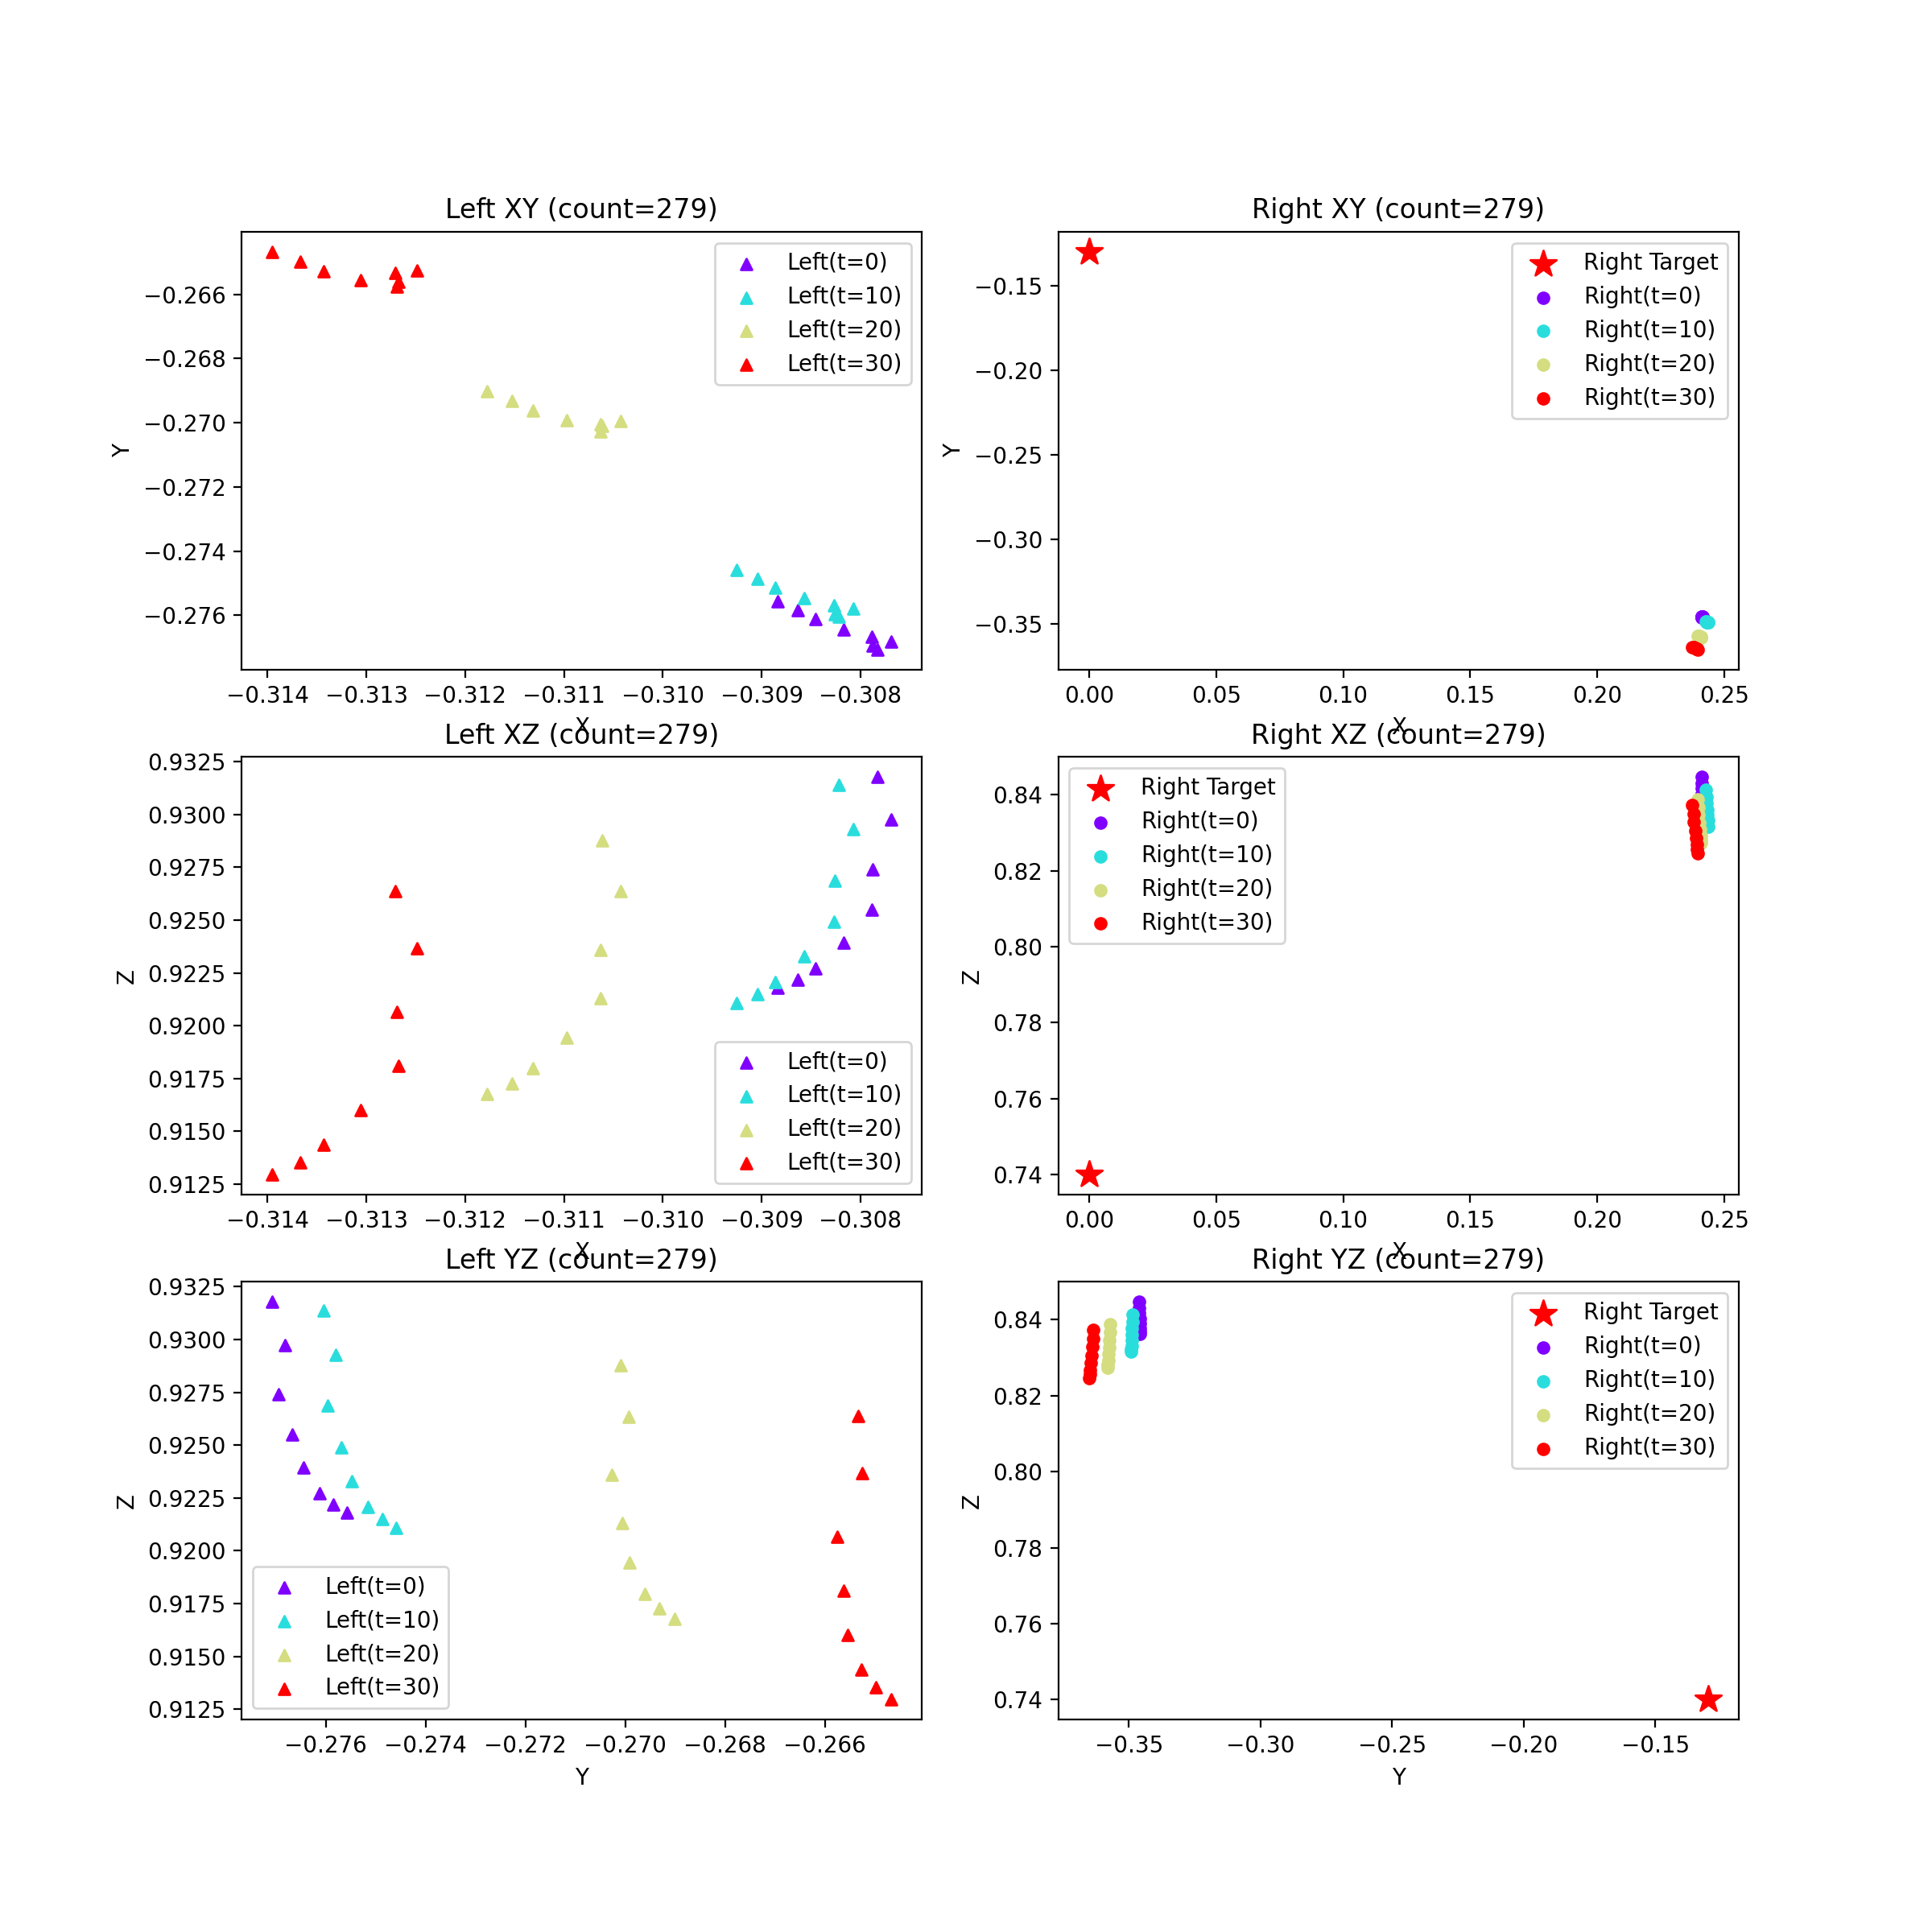 Left XY (count=279)
Right XY (count=279)
Y
−0.266
−0.268
−0.270
−0.272
−0.274
−0.276
Left(t=0)
Left(t=10)
Left(t=20)
Left(t=30)
−0.314 −0.313 −0.312 −0.311 −0.310 −0.309 −0.308
X
Y
−0.15
−0.20
−0.25
−0.30
−0.35
Right Target
Right(t=0)
Right(t=10)
Right(t=20)
Right(t=30)
0.00 0.05 0.10 0.15 0.20 0.25
X
Left XZ (count=279)
Right XZ (count=279)
Z
0.9325
0.9300
0.9275
0.9250
0.9225
0.9200
0.9175
0.9150
0.9125
Left(t=0)
Left(t=10)
Left(t=20)
Left(t=30)
−0.314 −0.313 −0.312 −0.311 −0.310 −0.309 −0.308
X
Z
0.84
0.82
0.80
0.78
0.76
0.74
Right Target
Right(t=0)
Right(t=10)
Right(t=20)
Right(t=30)
0.00 0.05 0.10 0.15 0.20 0.25
X
Left YZ (count=279)
Right YZ (count=279)
Z
0.9325
0.9300
0.9275
0.9250
0.9225
0.9200
0.9175
0.9150
0.9125
Left(t=0)
Left(t=10)
Left(t=20)
Left(t=30)
−0.276 −0.274 −0.272 −0.270 −0.268 −0.266
Y
Z
0.84
0.82
0.80
0.78
0.76
0.74
Right Target
Right(t=0)
Right(t=10)
Right(t=20)
Right(t=30)
−0.35 −0.30 −0.25 −0.20 −0.15
Y